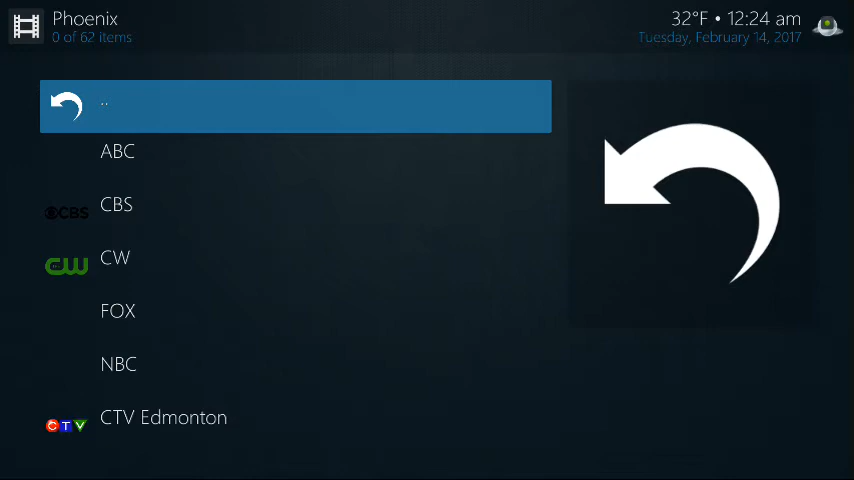 Phoenix
0 of 62 items
32°F • 12:24 am
Tuesday, February 14, 2017
..
ABC
CBS
CBS
CW
CW
FOX
NBC
CTV
CTV Edmonton